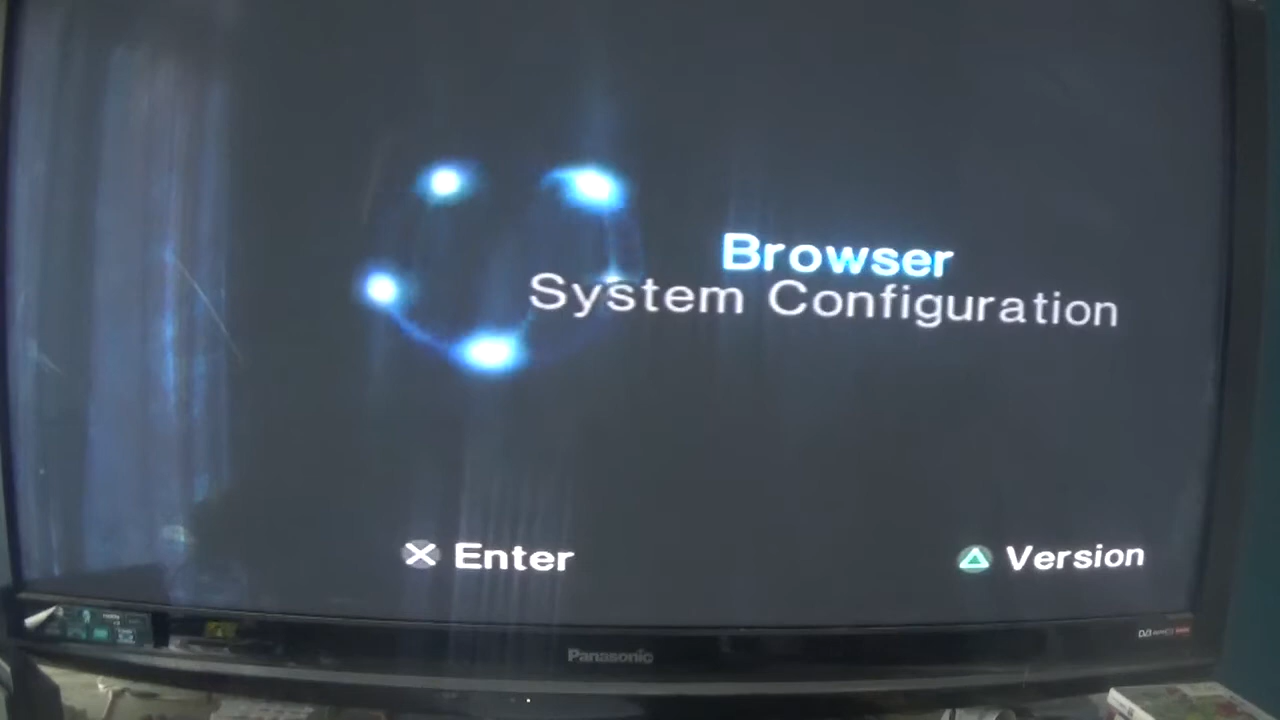 Browser
System Configuration
Enter
Version
Panasonic